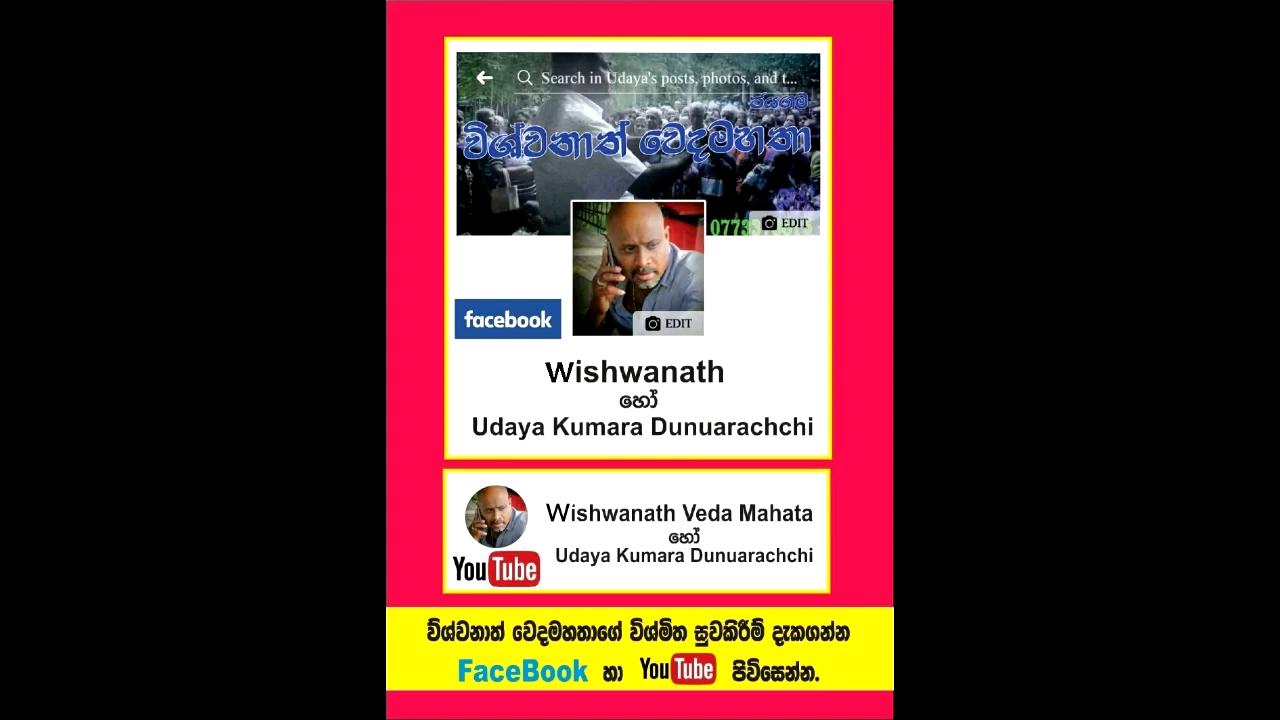 Search in Udaya's posts, photos, and t...
ජයගම
විශ්වනාත් වෙදමහතා
EDIT
EDIT
facebook
Wishwanath
හෝ
Udaya Kumara Dunuarachchi
Wishwanath Veda Mahata
හෝ
Udaya Kumara Dunuarachchi
YouTube
විශ්වනාත් වෙදමහතාගේ විශ්මිත සුවකිරීම් දැකගන්න
FaceBook හා YouTube පිවිසෙන්න.